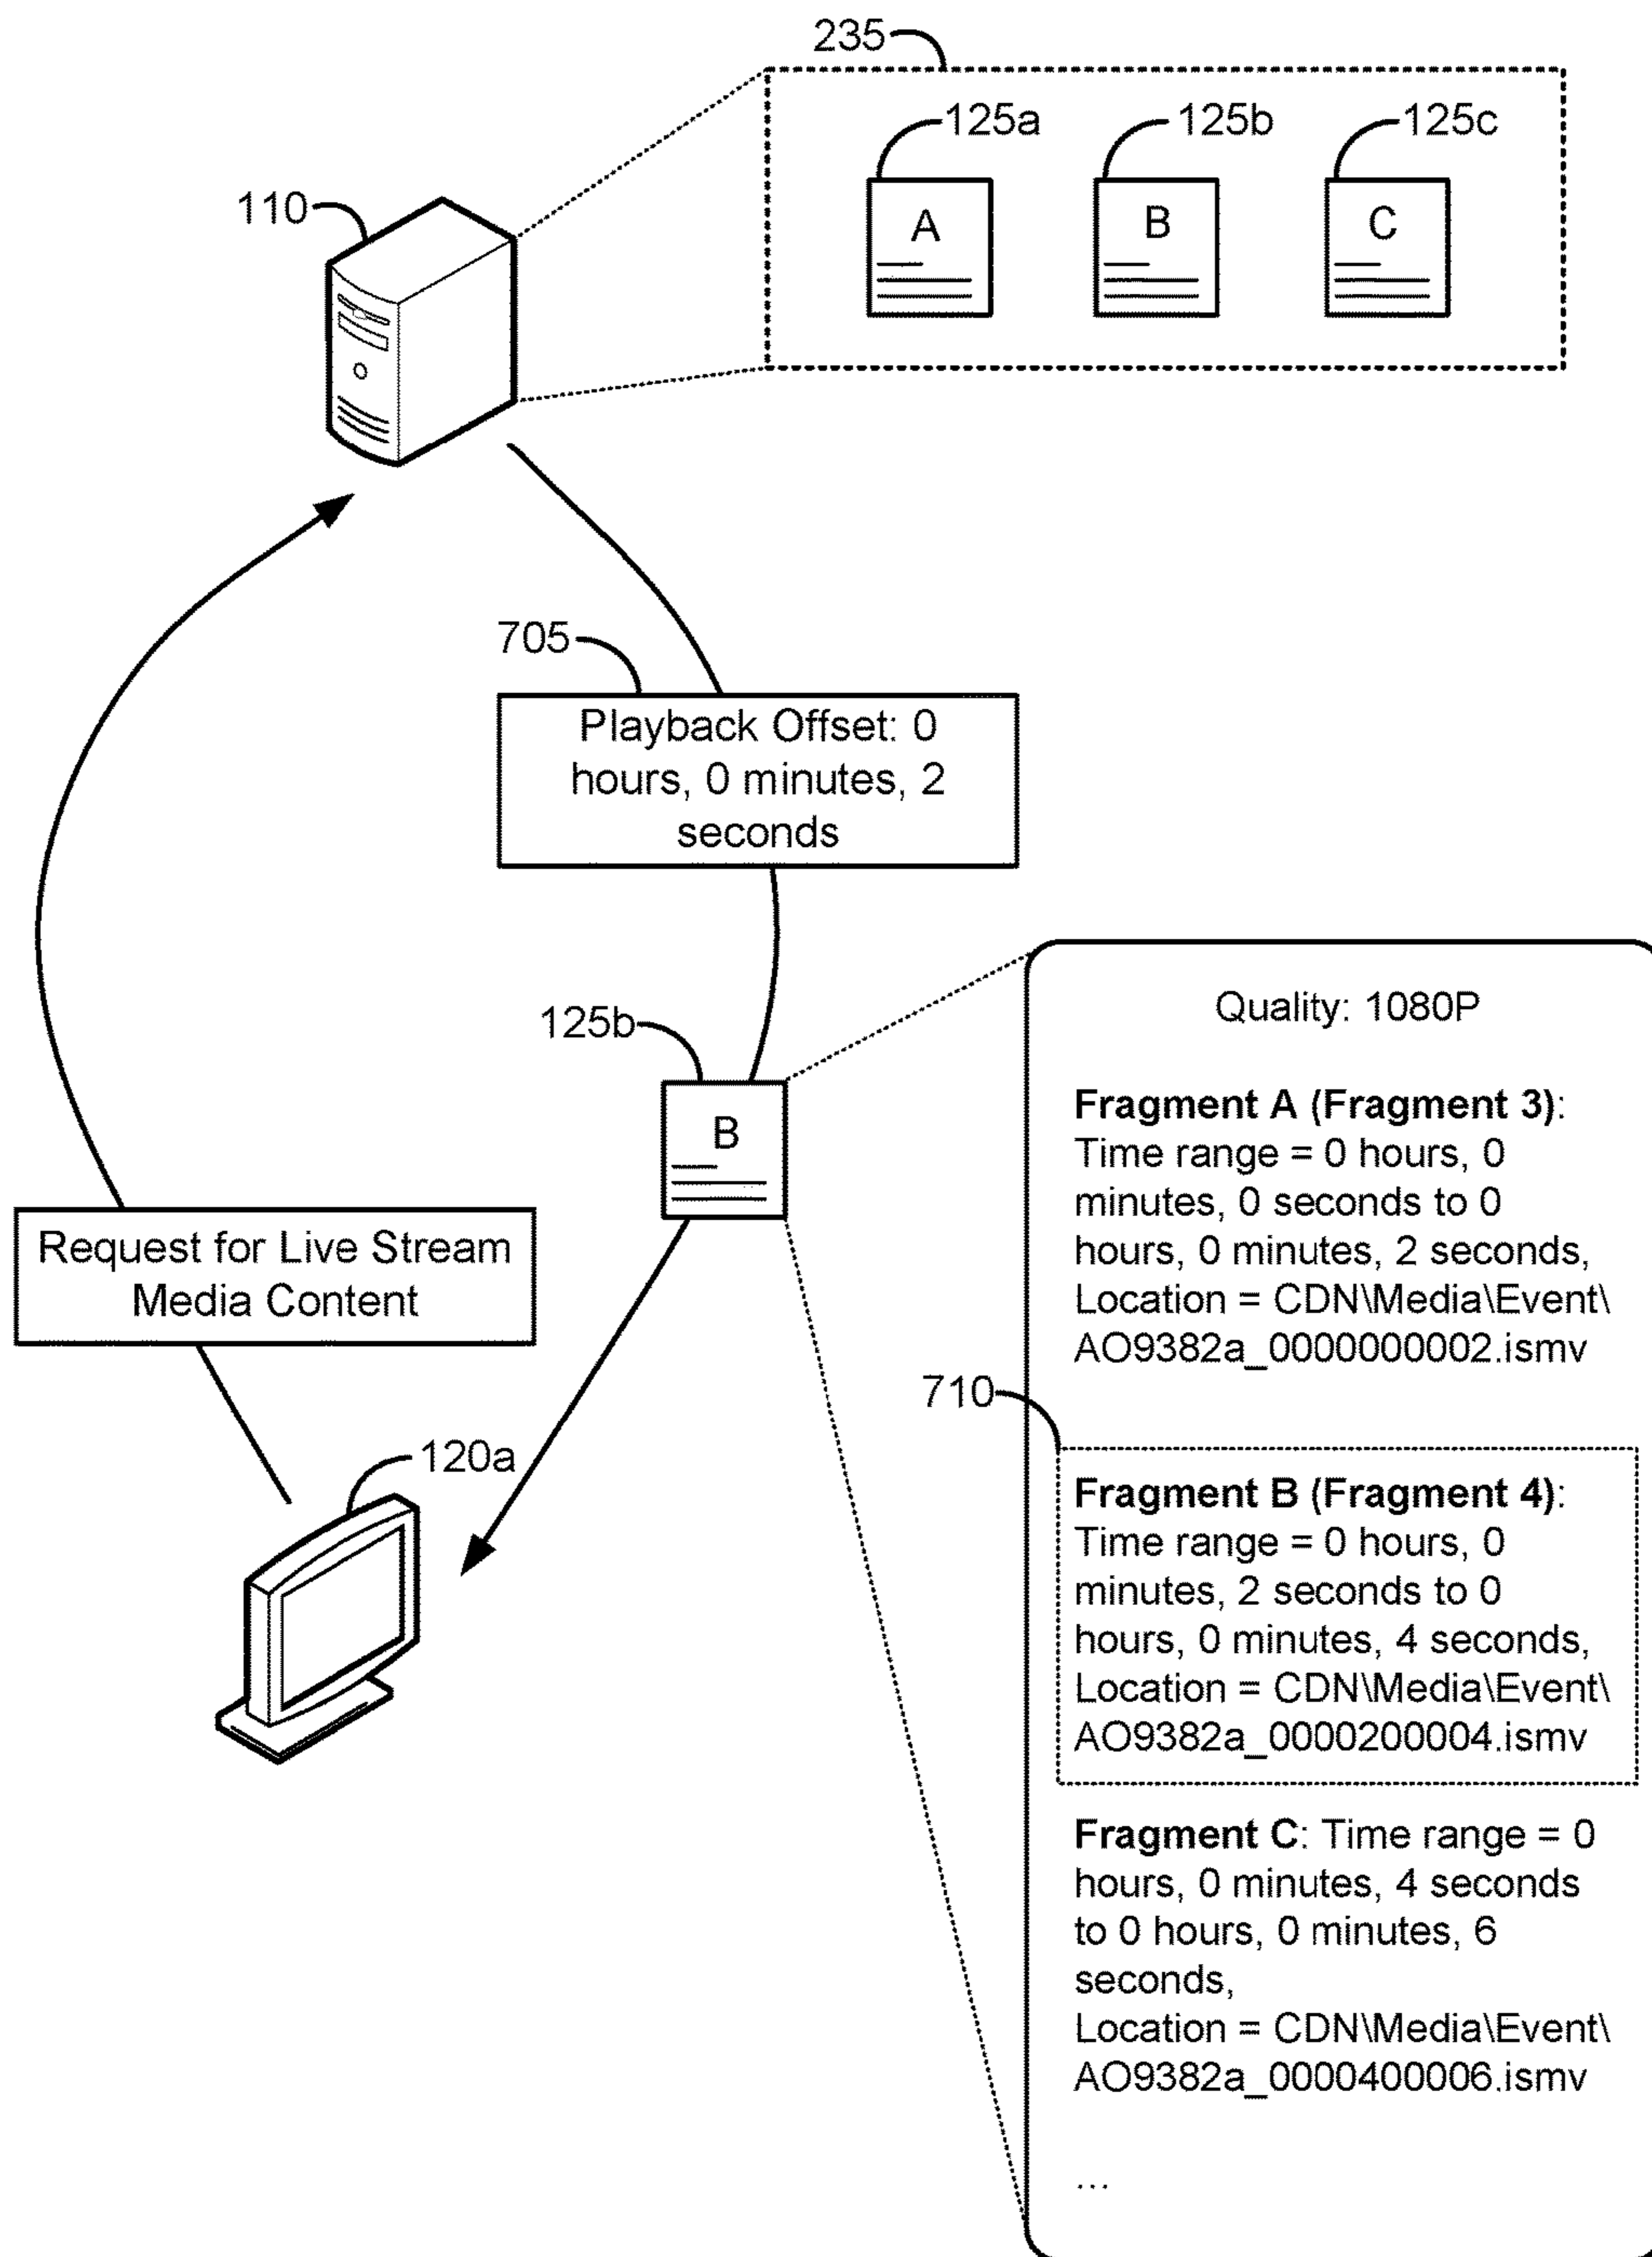 235
125a
125b
125c
110
A
B
C
705
Playback Offset: 0
hours, 0 minutes, 2
seconds
125b
B
Request for Live Stream
Media Content
120a
Quality: 1080P
Fragment A (Fragment 3):
Time range = 0 hours, 0
minutes, 0 seconds to 0
hours, 0 minutes, 2 seconds,
Location = CDN\Media\Event\
AO9382a_0000000002.ismv
710
Fragment B (Fragment 4):
Time range = 0 hours, 0
minutes, 2 seconds to 0
hours, 0 minutes, 4 seconds,
Location = CDN\Media\Event\
AO9382a_0000200004.ismv
Fragment C: Time range = 0
hours, 0 minutes, 4 seconds
to 0 hours, 0 minutes, 6
seconds,
Location = CDN\Media\Event\
AO9382a_0000400006.ismv
...